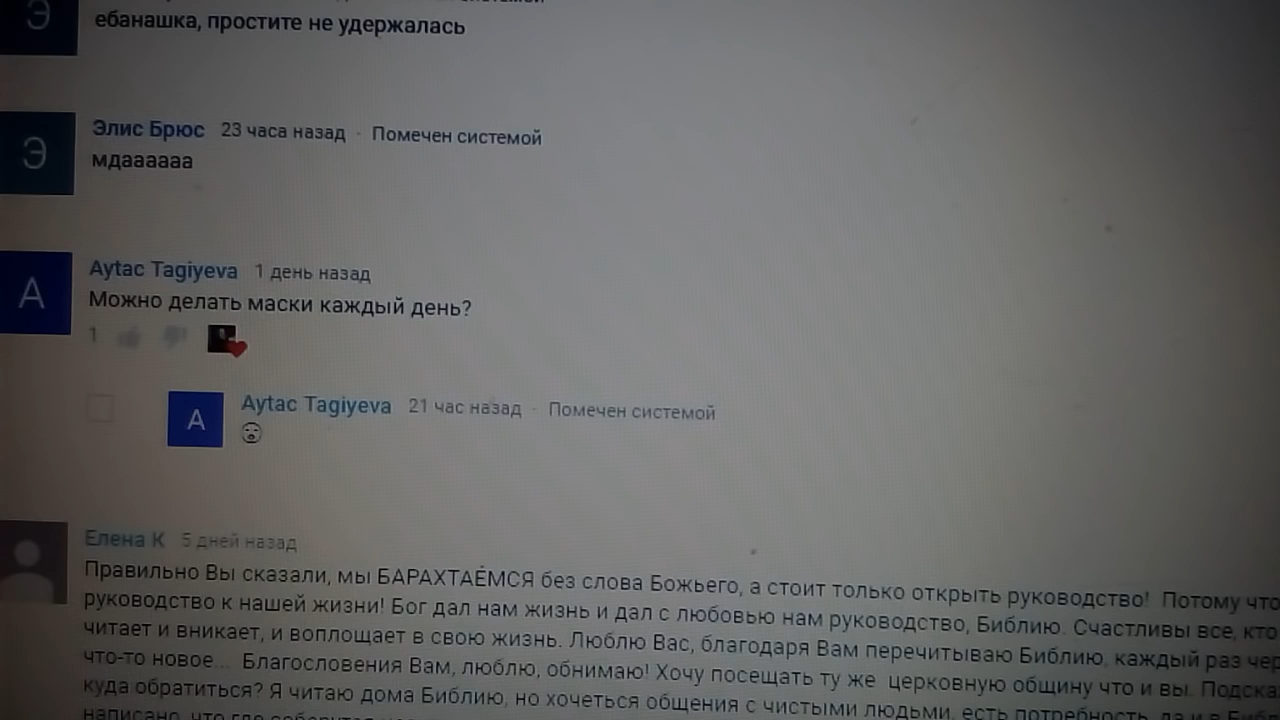 Э
ебанашка, простите не удержалась
Э
Элис Брюс 23 часа назад · Помечен системой
мдаааааа
A
Aytac Tagiyeva 1 день назад
Можно делать маски каждый день?
1
A
Aytac Tagiyeva 21 час назад · Помечен системой
Елена К 5 дней назад
Правильно Вы сказали, мы БАРАХТАЁМСЯ без слова Божьего, а стоит только открыть руководство! Потому что
руководство к нашей жизни! Бог дал нам жизнь и дал с любовью нам руководство, Библию. Счастливы все, кто
читает и вникает, и воплощает в свою жизнь. Люблю Вас, благодаря Вам перечитываю Библию, каждый раз
что-то новое... Благословения Вам, люблю, обнимаю! Хочу посещать ту же церковную общину что и вы.
куда обратиться? Я читаю дома Библию, но хочеться общения с чистыми людьми, есть потребность, да и в
написано, что где